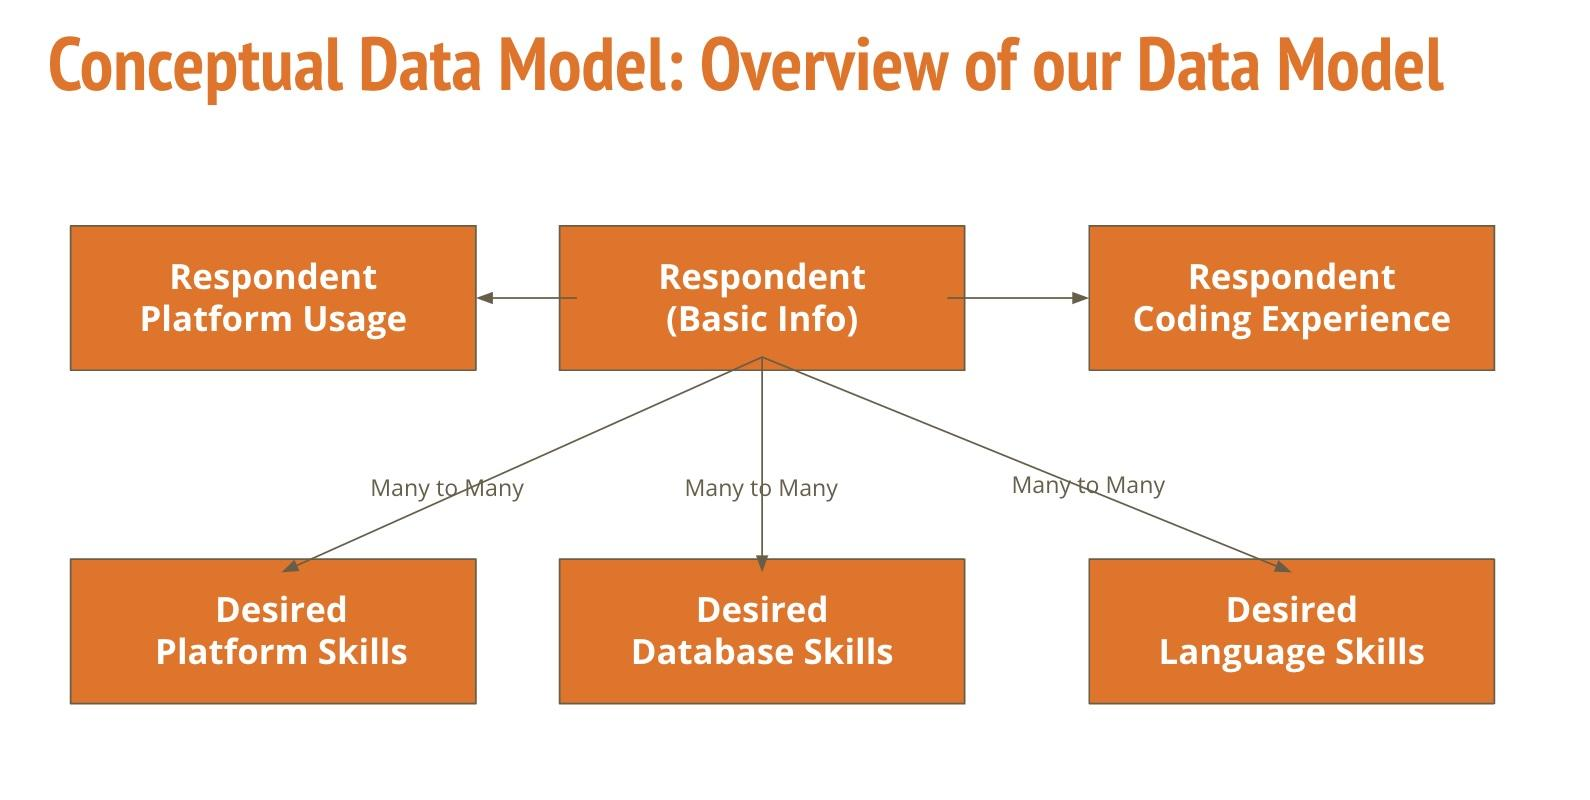 Conceptual Data Model: Overview of our Data Model
Respondent
Platform Usage
Respondent
(Basic Info)
Respondent
Coding Experience
Many to Many
Many to Many
Many to Many
Desired
Platform Skills
Desired
Database Skills
Desired
Language Skills